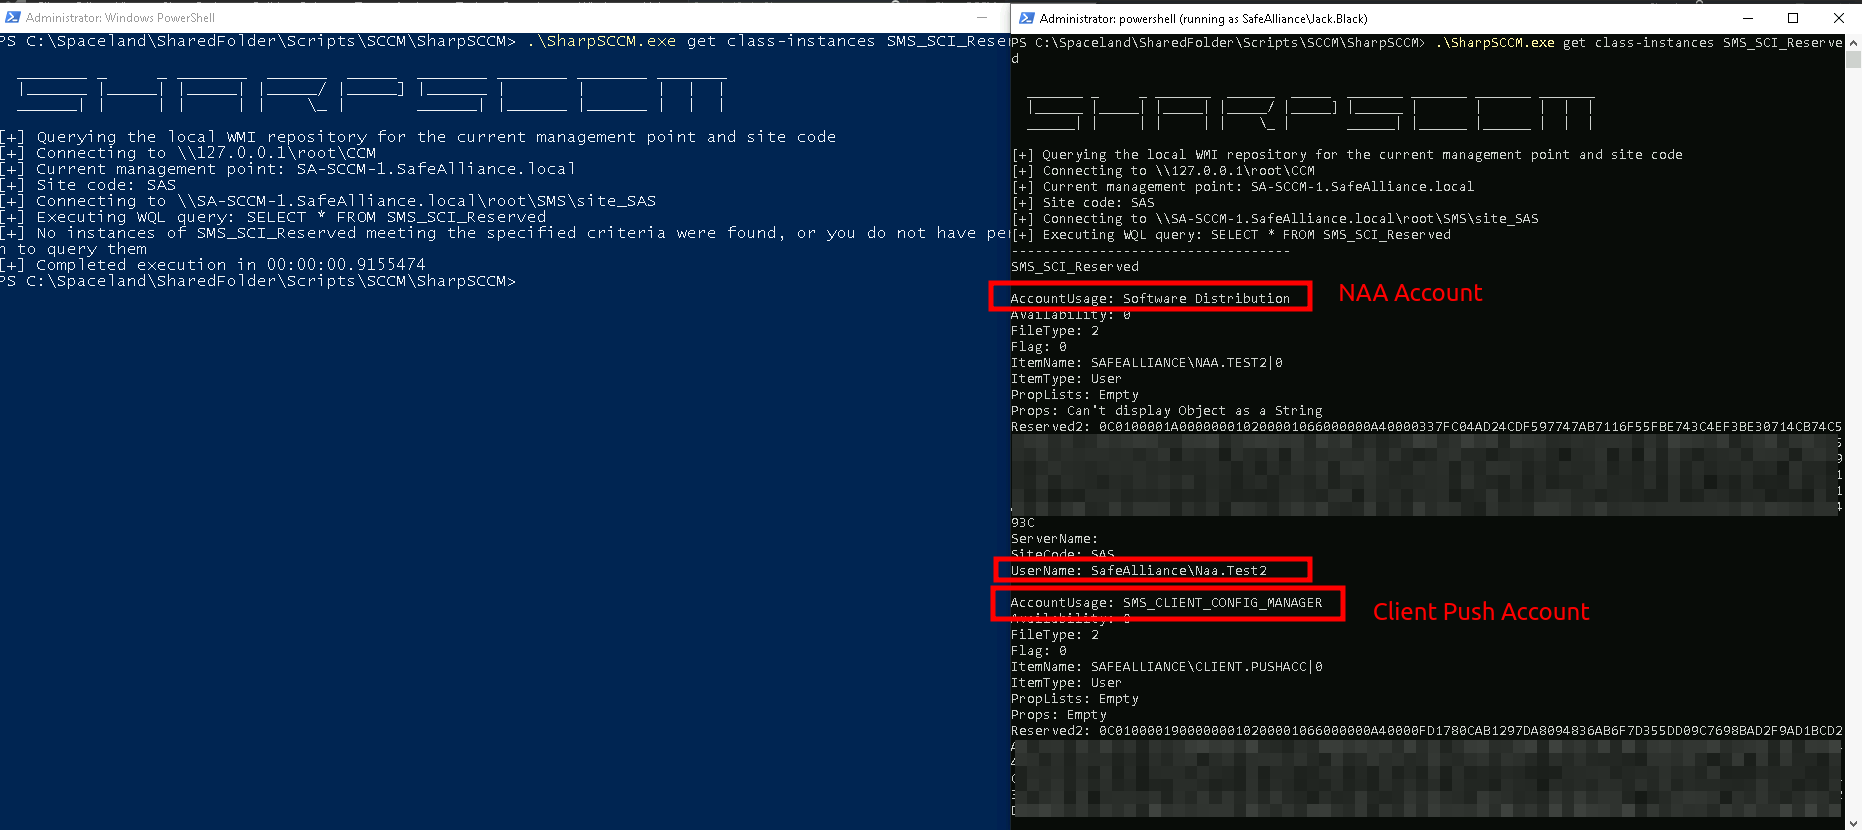 Administrator: Windows PowerShell
PS C:\Spaceland\SharedFolder\Scripts\SCCM\SharpSCCM> .\SharpSCCM.exe get class-instances SMS_SCI_Rese
SHARPSCCM
[+] Querying the local WMI repository for the current management point and site code
[+] Connecting to \\127.0.0.1\root\CCM
[+] Current management point: SA-SCCM-1.SafeAlliance.local
[+] Site code: SAS
[+] Connecting to \\SA-SCCM-1.SafeAlliance.local\root\SMS\site_SAS
[+] Executing WQL query: SELECT * FROM SMS_SCI_Reserved
[+] No instances of SMS_SCI_Reserved meeting the specified criteria were found, or you do not have pe
n to query them
[+] Completed execution in 00:00:00.9155474
PS C:\Spaceland\SharedFolder\Scripts\SCCM\SharpSCCM>
Administrator: powershell (running as SafeAlliance\Jack.Black)
PS C:\Spaceland\SharedFolder\Scripts\SCCM\SharpSCCM> .\SharpSCCM.exe get class-instances SMS_SCI_Reserve
d
SHARPSCCM
[+] Querying the local WMI repository for the current management point and site code
[+] Connecting to \\127.0.0.1\root\CCM
[+] Current management point: SA-SCCM-1.SafeAlliance.local
[+] Site code: SAS
[+] Connecting to \\SA-SCCM-1.SafeAlliance.local\root\SMS\site_SAS
[+] Executing WQL query: SELECT * FROM SMS_SCI_Reserved
-----------------------------------
SMS_SCI_Reserved
AccountUsage: Software Distribution
NAA Account
Availability: 0
FileType: 2
Flag: 0
ItemName: SAFEALLIANCE\NAA.TEST2|0
ItemType: User
PropLists: Empty
Props: Can't display Object as a String
Reserved2: 0C0100001A000000010200001066000000A40000337FC04AD24CDF597747AB7116F55FBE743C4EF3BE30714CB74C5
93C
ServerName:
SiteCode: SAS
UserName: SafeAlliance\Naa.Test2
AccountUsage: SMS_CLIENT_CONFIG_MANAGER
Client Push Account
Availability: 0
FileType: 2
Flag: 0
ItemName: SAFEALLIANCE\CLIENT.PUSHACC|0
ItemType: User
PropLists: Empty
Props: Empty
Reserved2: 0C01000019000000010200001066000000A40000FD1780CAB1297DA8094836AB6F7D355DD09C7698BAD2F9AD1BCD2